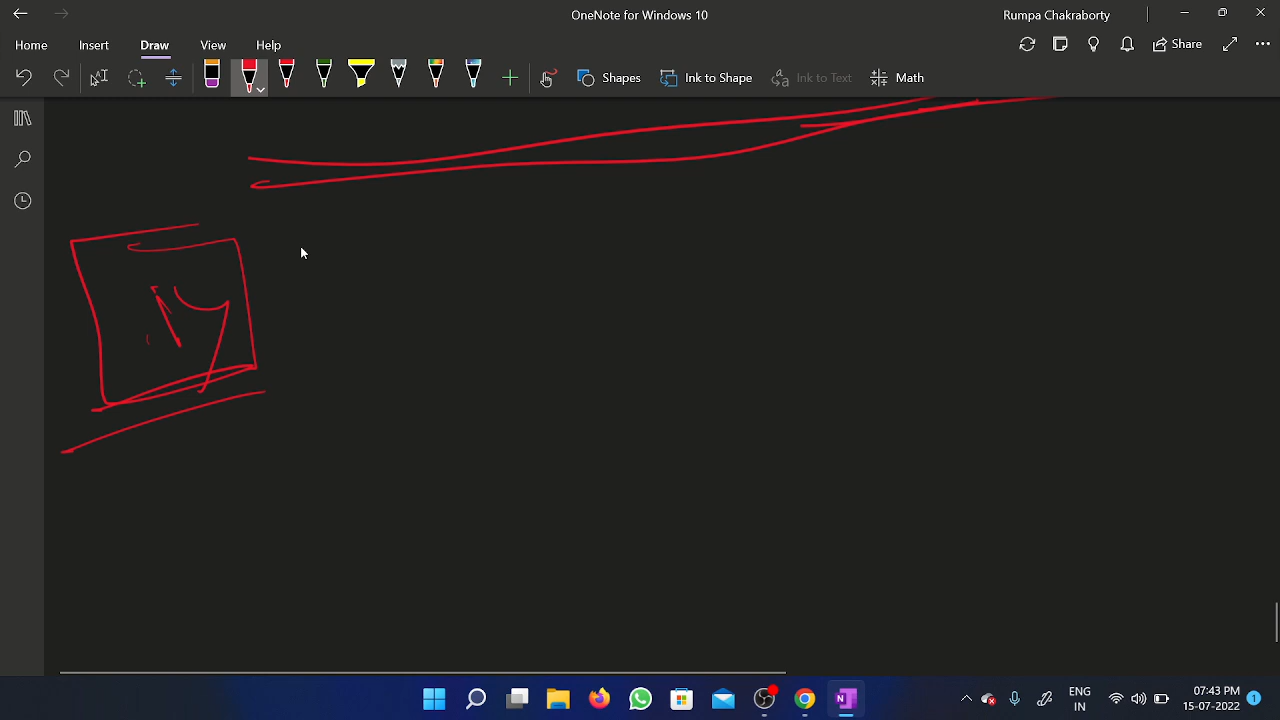 OneNote for Windows 10
Rumpa Chakraborty
Home Insert Draw View Help
Share
Shapes
Ink to Shape
Ink to Text
Math
ENG
IN
07:43 PM
15-07-2022
1